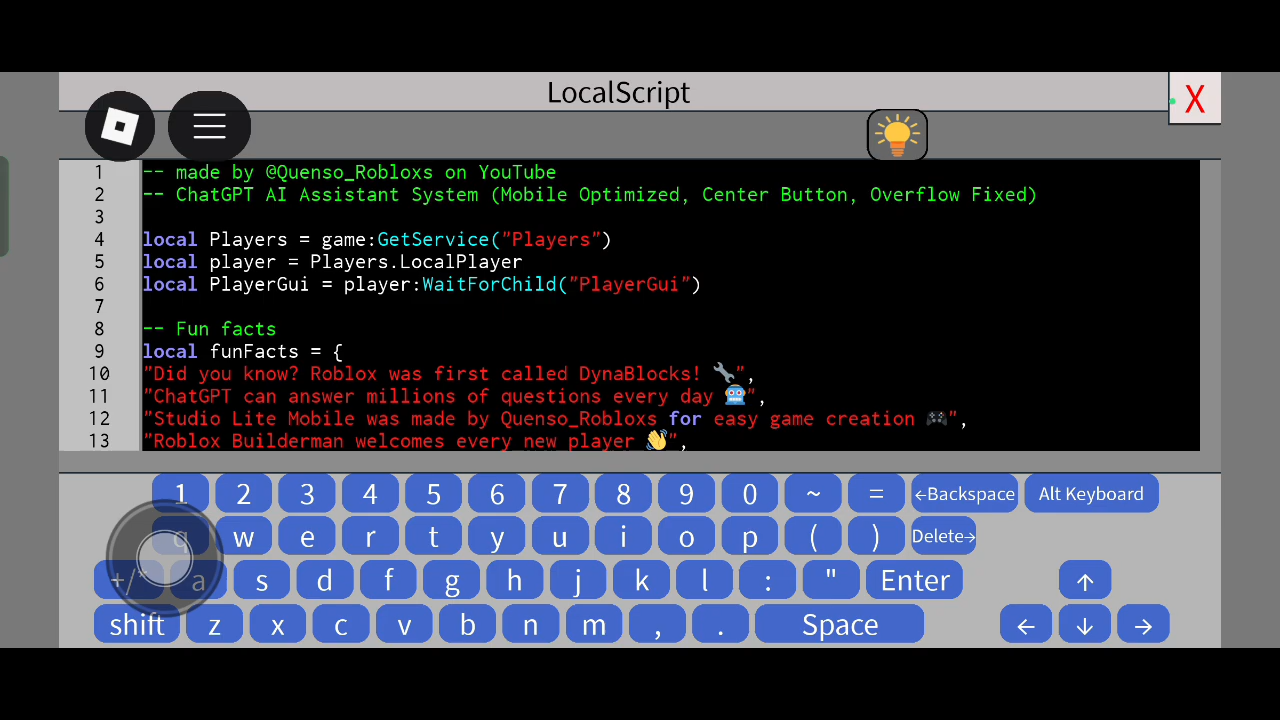 LocalScript
X
1 -- made by @Quenso_Robloxs on YouTube
2 -- ChatGPT AI Assistant System (Mobile Optimized, Center Button, Overflow Fixed)
3
4 local Players = game:GetService("Players")
5 local player = Players.LocalPlayer
6 local PlayerGui = player:WaitForChild("PlayerGui")
7
8 -- Fun facts
9 local funFacts = {
10 "Did you know? Roblox was first called DynaBlocks! 🔧",
11 "ChatGPT can answer millions of questions every day 🤖",
12 "Studio Lite Mobile was made by Quenso_Robloxs for easy game creation 🎮",
13 "Roblox Builderman welcomes every new player 👋",
1 2 3 4 5 6 7 8 9 0 ~ = ←Backspace Alt Keyboard
q w e r t y u i o p ( ) Delete→
+/* a s d f g h j k l : " Enter ↑
shift z x c v b n m , . Space ← ↓ →